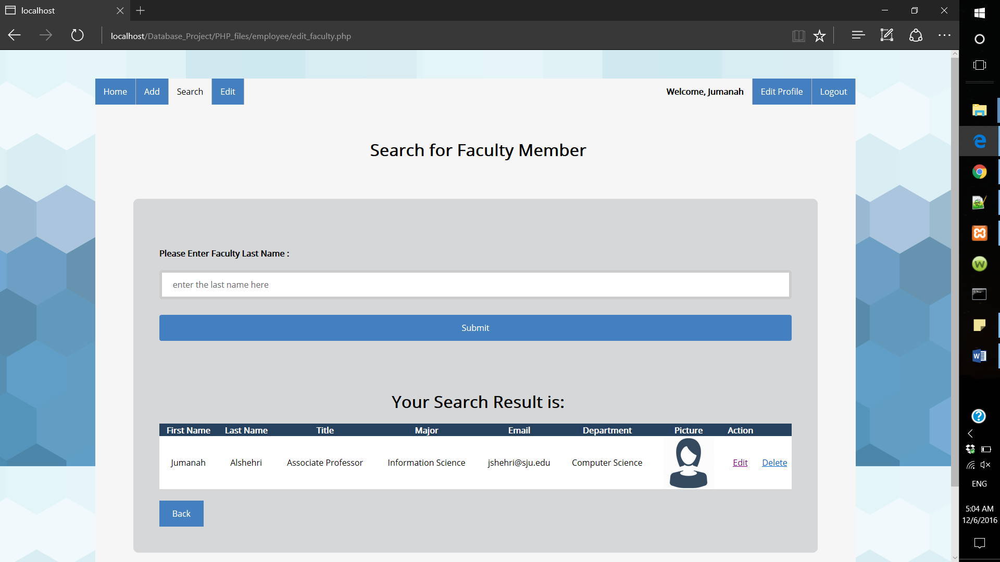 localhost
localhost/Database_Project/PHP_files/employee/edit_faculty.php
Home Add Search Edit Welcome, Jumanah Edit Profile Logout
Search for Faculty Member
Please Enter Faculty Last Name :
enter the last name here
Submit
Your Search Result is:
First Name Last Name Title Major Email Department Picture Action
Jumanah Alshehri Associate Professor Information Science jshehri@sju.edu Computer Science Edit Delete
Back
ENG
5:04 AM
12/6/2016